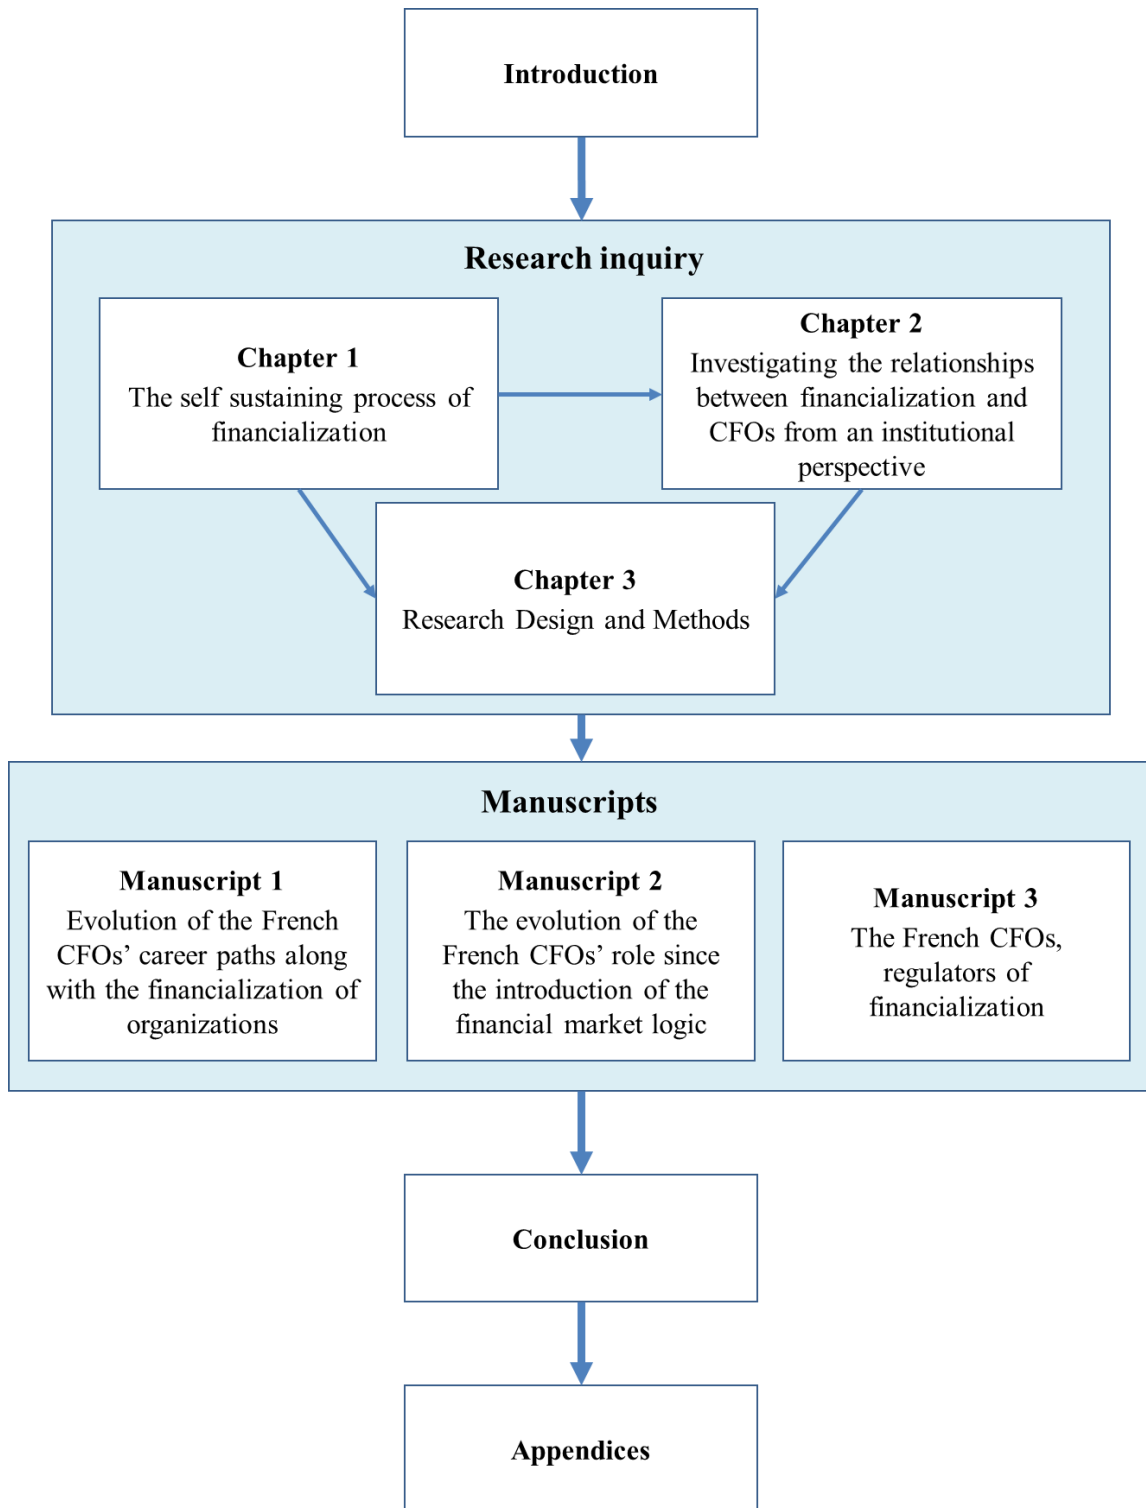 Introduction
Research inquiry
Chapter 1
The self sustaining process of
financialization
Chapter 2
Investigating the relationships
between financialization and
CFOs from an institutional
perspective
Chapter 3
Research Design and Methods
Manuscripts
Manuscript 1
Evolution of the French
CFOs’ career paths along
with the financialization of
organizations
Manuscript 2
The evolution of the
French CFOs’ role since
the introduction of the
financial market logic
Manuscript 3
The French CFOs,
regulators of
financialization
Conclusion
Appendices